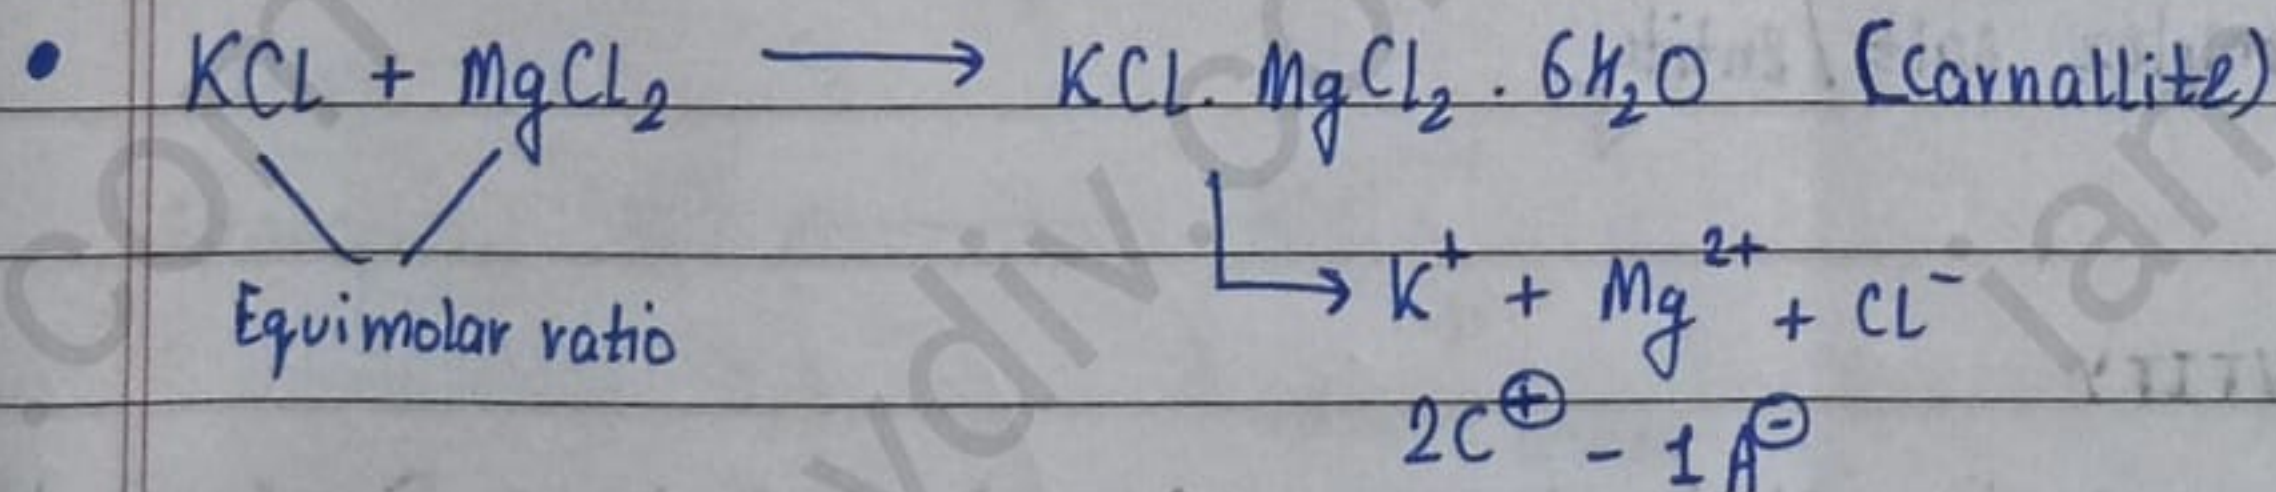 • KCl + MgCl₂ ⟶ KCl. MgCl₂ . 6H₂O (Carnallite)
Equimolar ratio
↳ K⁺ + Mg²⁺ + Cl⁻
2C⊕ - 1A⊖